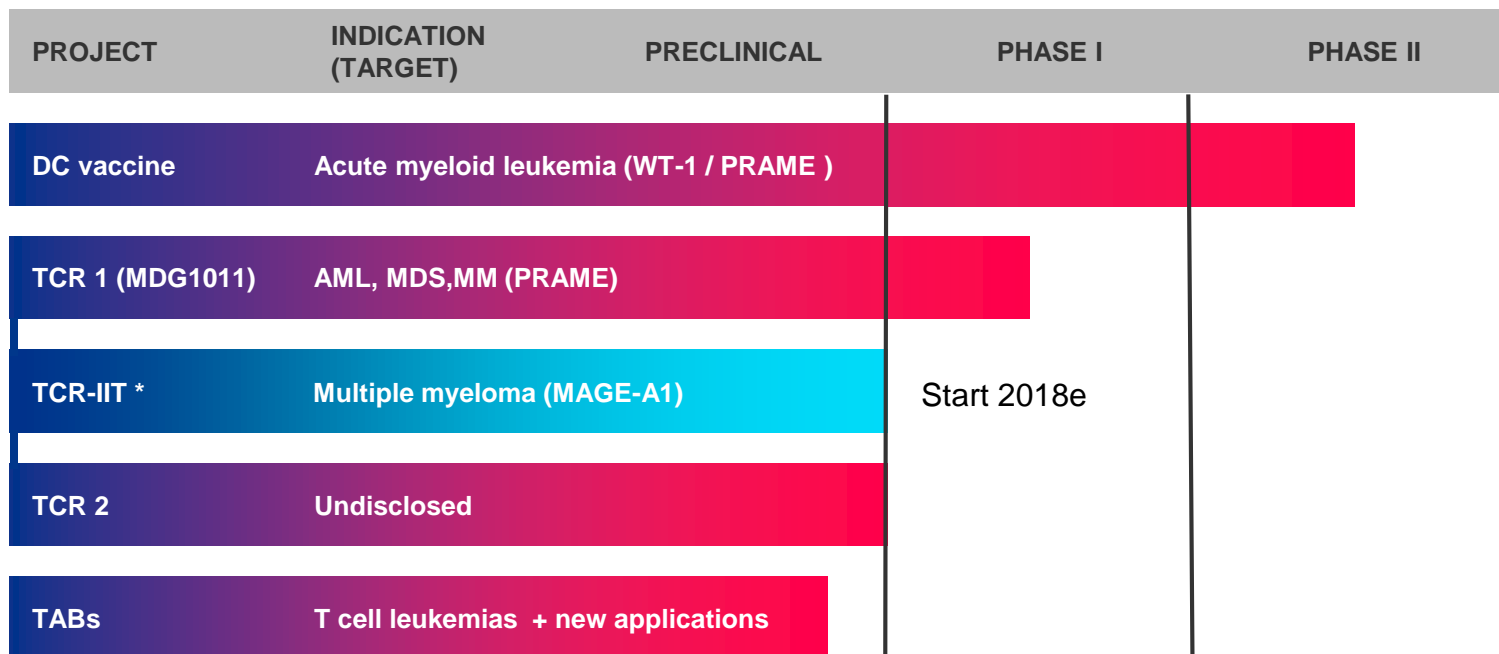 PROJECT INDICATION (TARGET) PRECLINICAL PHASE I PHASE II
DC vaccine Acute myeloid leukemia (WT-1 / PRAME )
TCR 1 (MDG1011) AML, MDS,MM (PRAME)
TCR-IIT * Multiple myeloma (MAGE-A1) Start 2018e
TCR 2 Undisclosed
TABs T cell leukemias + new applications